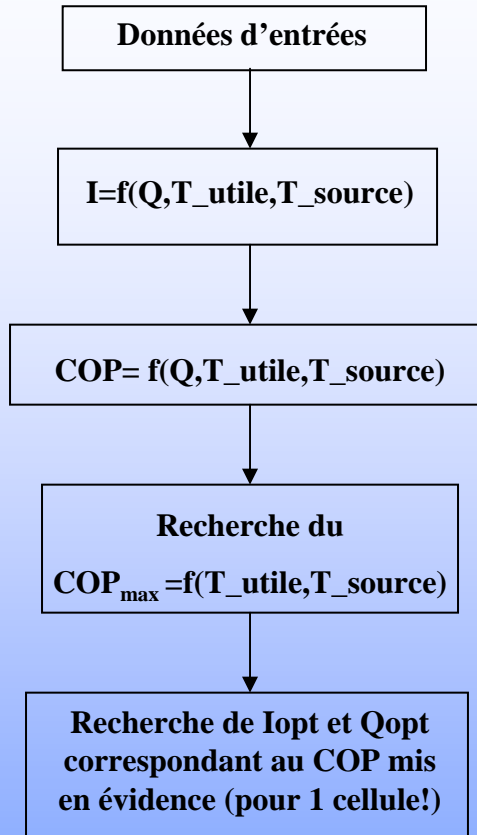 Données d’entrées
I=f(Q,T_utile,T_source)
COP= f(Q,T_utile,T_source)
Recherche du
COPmax =f(T_utile,T_source)
Recherche de Iopt et Qopt
correspondant au COP mis
en évidence (pour 1 cellule!)